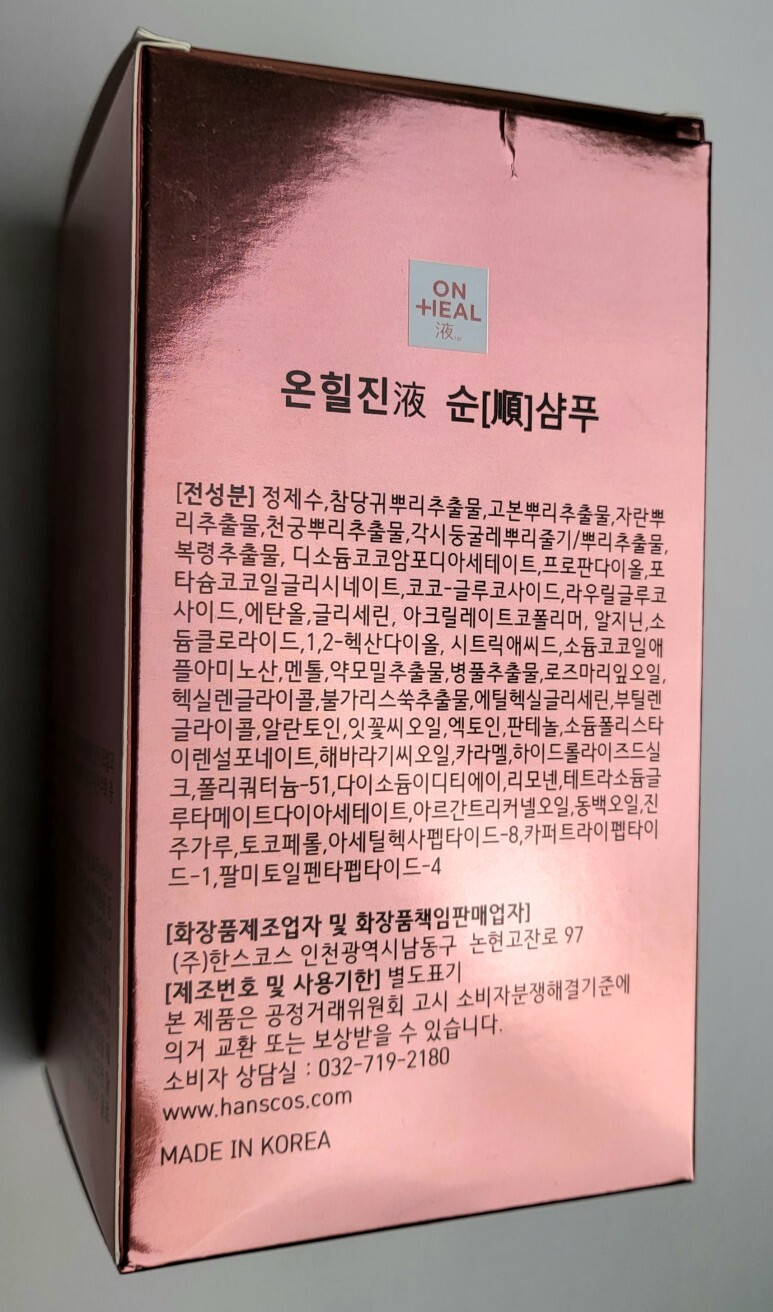 ON
HEAL
液
온힐진液 순[順]샴푸
[전성분] 정제수,참당귀뿌리추출물,고본뿌리추출물,자란뿌
리추출물,천궁뿌리추출물,각시둥굴레뿌리줄기/뿌리추출물,
복령추출물, 디소듐코코암포디아세테이트,프로판다이올,포
타슘코코일글리시네이트,코코-글루코사이드,라우릴글루코
사이드,에탄올,글리세린, 아크릴레이트코폴리머, 알지닌,소
듐클로라이드,1,2-헥산다이올, 시트릭애씨드,소듐코코일애
플아미노산,멘톨,약모밀추출물,병풀추출물,로즈마리잎오일,
헥실렌글라이콜,불가리스쑥추출물,에틸헥실글리세린,부틸렌
글라이콜,알란토인,잇꽃씨오일,엑토인,판테놀,소듐폴리스타
이렌설포네이트,해바라기씨오일,카라멜,하이드롤라이즈드실
크,폴리쿼터늄-51,다이소듐이디티에이,리모넨,테트라소듐글
루타메이트다이아세테이트,아르간트리커넬오일,동백오일,진
주가루,토코페롤,아세틸헥사펩타이드-8,카퍼트라이펩타이
드-1,팔미토일펜타펩타이드-4
[화장품제조업자 및 화장품책임판매업자]
(주)한스코스 인천광역시남동구 논현고잔로 97
[제조번호 및 사용기한] 별도표기
본 제품은 공정거래위원회 고시 소비자분쟁해결기준에
의거 교환 또는 보상받을 수 있습니다.
소비자 상담실 : 032-719-2180
www.hanscos.com
MADE IN KOREA